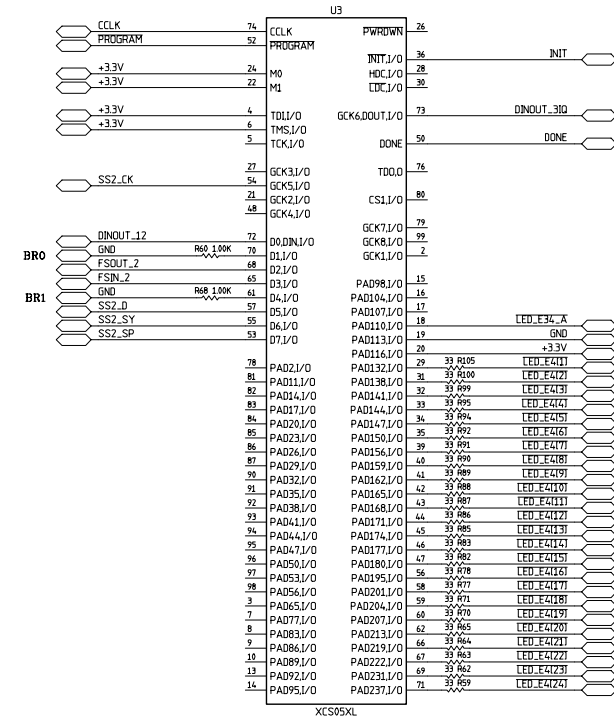 U3
CCLK 74 CCLK PWRDWN 26
PROGRAM 52 PROGRAM
INIT,I/O 36 INIT
+3.3V 24 M0 HDC,I/O 28
+3.3V 22 M1 LDC,I/O 30
+3.3V 4 TDI,I/O GCK6,DOUT,I/O 73 DINOUT_3IQ
+3.3V 6 TMS,I/O
5 TCK,I/O DONE 50 DONE
27 GCK3,I/O TDO,O 76
SS2_CK 54 GCK5,I/O
21 GCK2,I/O CS1,I/O 80
48 GCK4,I/O
GCK7,I/O 79
DINOUT_12 72 D0,DIN,I/O GCK8,I/O 99
BR0 GND R60 1.00K 70 D1,I/O GCK1,I/O 2
FSOUT_2 68 D2,I/O
FSIN_2 65 D3,I/O PAD98,I/O 15
BR1 GND R68 1.00K 61 D4,I/O PAD104,I/O 16
SS2_D 57 D5,I/O PAD107,I/O 17
SS2_SY 55 D6,I/O PAD110,I/O 18 LED_E34_A
SS2_SP 53 D7,I/O PAD113,I/O 19 GND
PAD116,I/O 20 +3.3V
78 PAD2,I/O PAD132,I/O 29 33 R105 LED_E4[1]
81 PAD11,I/O PAD138,I/O 31 33 R100 LED_E4[2]
82 PAD14,I/O PAD141,I/O 32 33 R99 LED_E4[3]
83 PAD17,I/O PAD144,I/O 33 33 R95 LED_E4[4]
84 PAD20,I/O PAD147,I/O 34 33 R94 LED_E4[5]
85 PAD23,I/O PAD150,I/O 35 33 R92 LED_E4[6]
86 PAD26,I/O PAD156,I/O 39 33 R91 LED_E4[7]
87 PAD29,I/O PAD159,I/O 40 33 R90 LED_E4[8]
90 PAD32,I/O PAD162,I/O 41 33 R89 LED_E4[9]
91 PAD35,I/O PAD165,I/O 42 33 R88 LED_E4[10]
92 PAD38,I/O PAD168,I/O 43 33 R87 LED_E4[11]
93 PAD41,I/O PAD171,I/O 44 33 R86 LED_E4[12]
94 PAD44,I/O PAD174,I/O 45 33 R85 LED_E4[13]
95 PAD47,I/O PAD177,I/O 46 33 R83 LED_E4[14]
96 PAD50,I/O PAD180,I/O 47 33 R82 LED_E4[15]
97 PAD53,I/O PAD195,I/O 56 33 R78 LED_E4[16]
98 PAD56,I/O PAD201,I/O 58 33 R77 LED_E4[17]
3 PAD65,I/O PAD204,I/O 59 33 R71 LED_E4[18]
7 PAD77,I/O PAD207,I/O 60 33 R70 LED_E4[19]
8 PAD83,I/O PAD213,I/O 62 33 R65 LED_E4[20]
9 PAD86,I/O PAD219,I/O 66 33 R64 LED_E4[21]
10 PAD89,I/O PAD222,I/O 67 33 R63 LED_E4[22]
13 PAD92,I/O PAD231,I/O 69 33 R62 LED_E4[23]
14 PAD95,I/O PAD237,I/O 71 33 R59 LED_E4[24]
XCS05XL